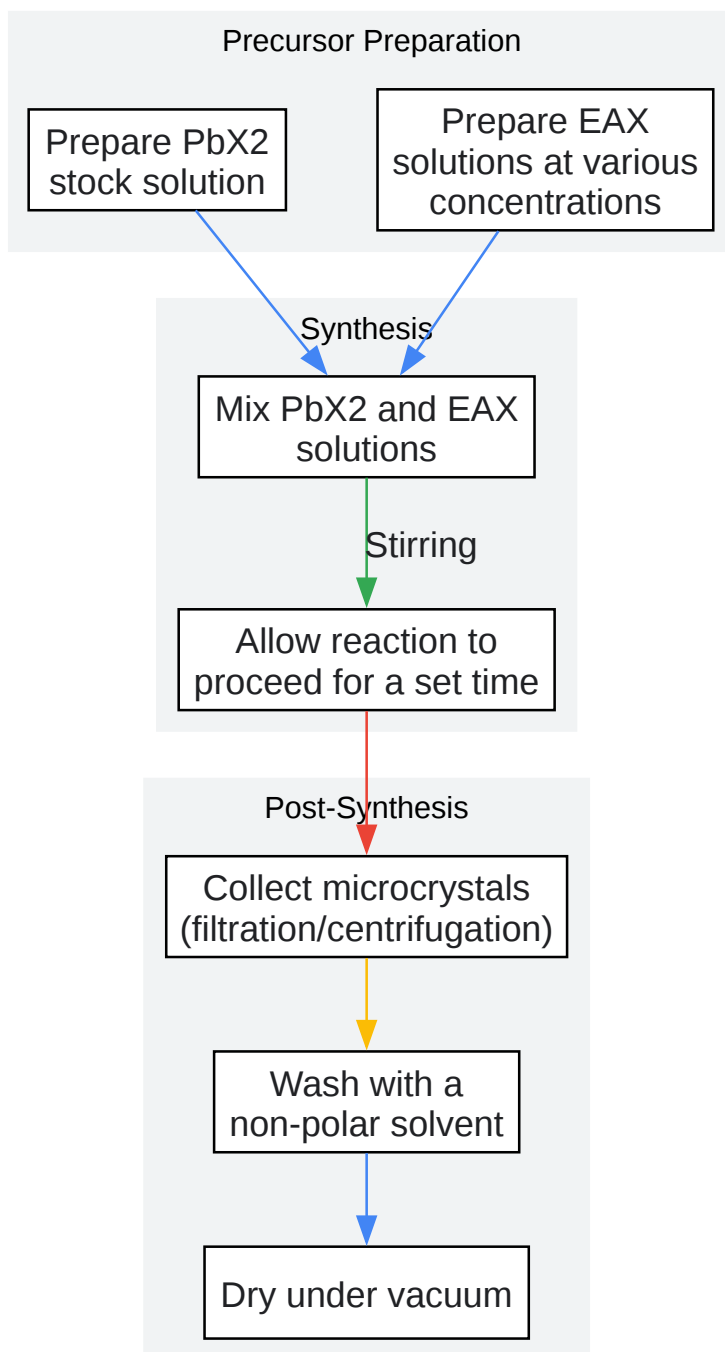 Precursor Preparation
Prepare PbX2
stock solution
Prepare EAX
solutions at various
concentrations
Synthesis
Mix PbX2 and EAX
solutions
Stirring
Allow reaction to
proceed for a set time
Post-Synthesis
Collect microcrystals
(filtration/centrifugation)
Wash with a
non-polar solvent
Dry under vacuum